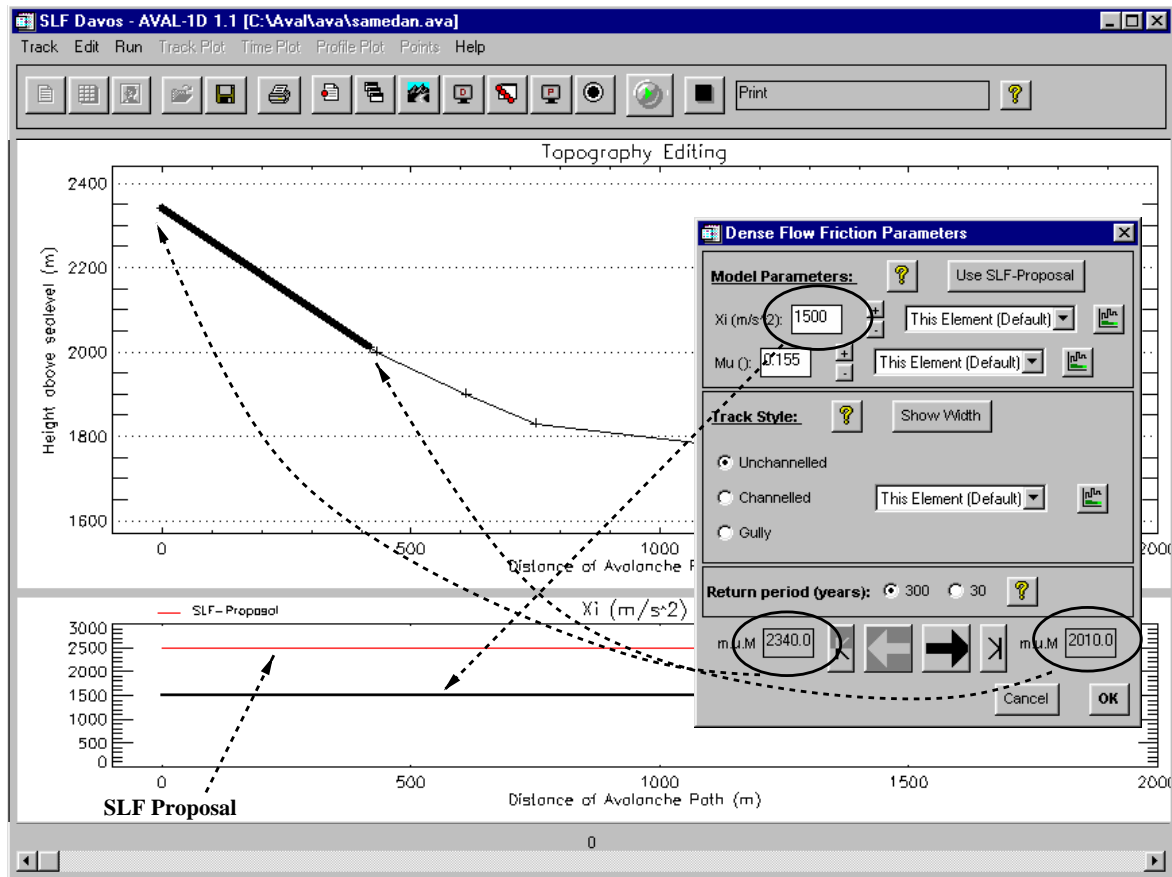 SLF Davos - AVAL-1D 1.1 [C:\Aval\ava\samedan.ava]
Track Edit Run Track Plot Time Plot Profile Plot Points Help
Print
Topography Editing
Height above sealevel (m)
2400
2200
2000
1800
1600
0 500 1000 2000
Distance of Avalanche P
Dense Flow Friction Parameters
Model Parameters: Use SLF-Proposal
Xi (m/s^2): 1500 + - This Element (Default)
Mu (): 0.155 + - This Element (Default)
Track Style: Show Width
Unchannelled
Channelled This Element (Default)
Gully
Return period (years): 300 30
m.ü.M 2340.0 m.ü.M 2010.0
Cancel OK
SLF-Proposal Xi (m/s^2)
3000
2500
2000
1500
1000
500
0
0 500 1000 1500 2000
Distance of Avalanche Path (m)
SLF Proposal
0